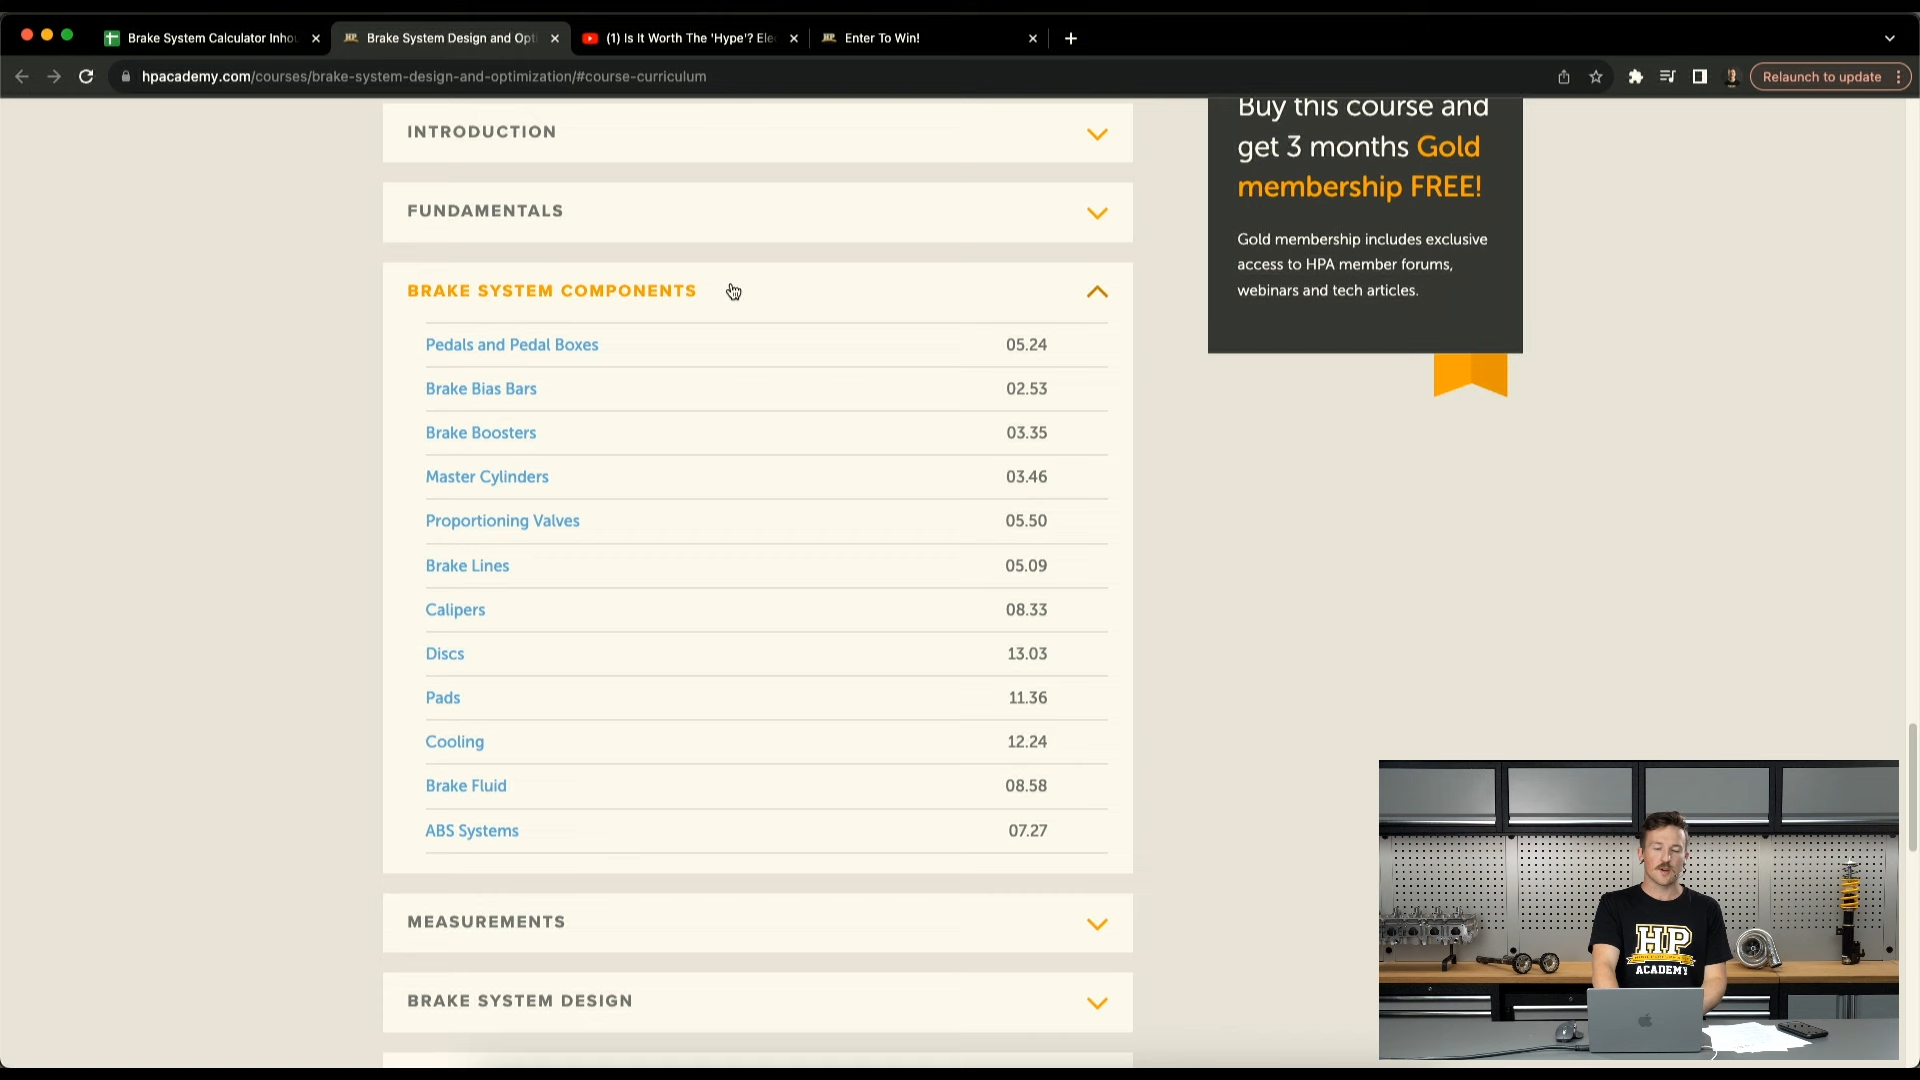 Brake System Calculator Inho
Brake System Design and Opti
(1) Is It Worth The 'Hype'? Ele
Enter To Win!
hpacademy.com/courses/brake-system-design-and-optimization/#course-curriculum
Relaunch to update
INTRODUCTION
FUNDAMENTALS
BRAKE SYSTEM COMPONENTS
Pedals and Pedal Boxes 05.24
Brake Bias Bars 02.53
Brake Boosters 03.35
Master Cylinders 03.46
Proportioning Valves 05.50
Brake Lines 05.09
Calipers 08.33
Discs 13.03
Pads 11.36
Cooling 12.24
Brake Fluid 08.58
ABS Systems 07.27
MEASUREMENTS
BRAKE SYSTEM DESIGN
Buy this course and
get 3 months Gold
membership FREE!
Gold membership includes exclusive
access to HPA member forums,
webinars and tech articles.
HP
ACADEMY